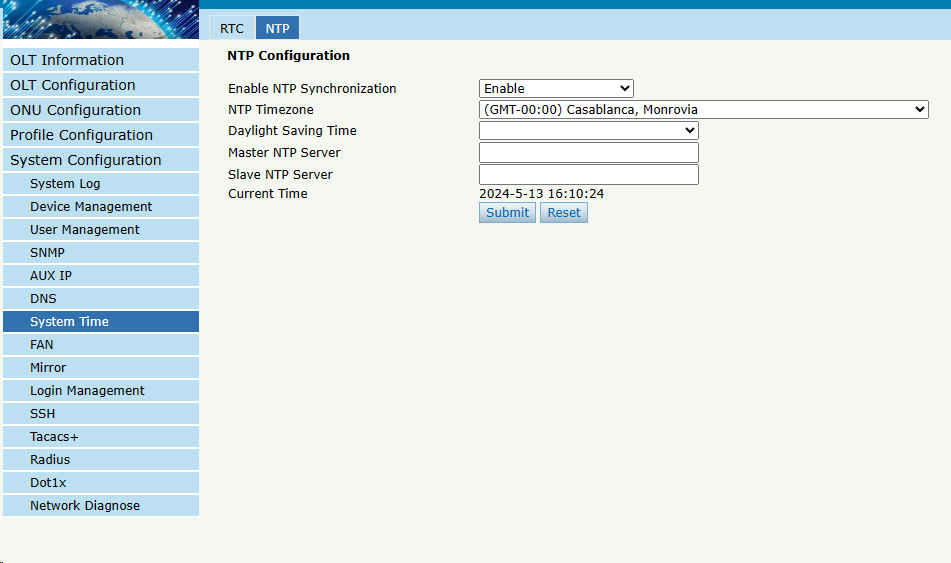 RTC NTP
OLT Information
OLT Configuration
ONU Configuration
Profile Configuration
System Configuration
System Log
Device Management
User Management
SNMP
AUX IP
DNS
System Time
FAN
Mirror
Login Management
SSH
Tacacs+
Radius
Dot1x
Network Diagnose
NTP Configuration
Enable NTP Synchronization Enable
NTP Timezone (GMT-00:00) Casablanca, Monrovia
Daylight Saving Time
Master NTP Server
Slave NTP Server
Current Time 2024-5-13 16:10:24
Submit Reset